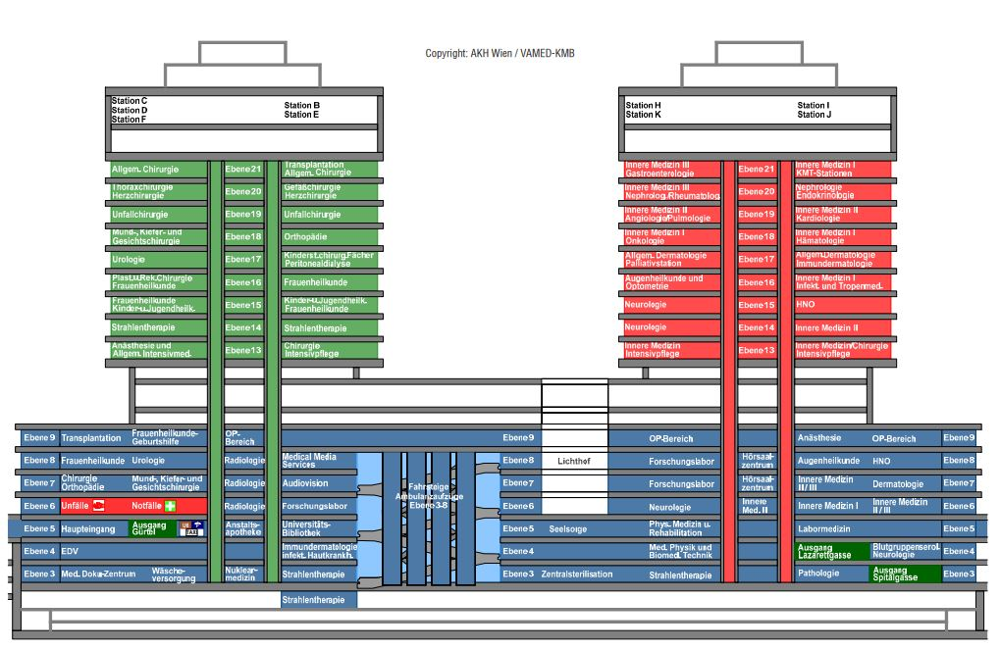 Copyright: AKH Wien / VAMED-KMB
Station C
Station D
Station F
Station B
Station E
Station H
Station K
Station I
Station J
Allgem. Chirurgie
Ebene 21
Transplantation
Allgem. Chirurgie
Thoraxchirurgie
Herzchirurgie
Ebene 20
Gefäßchirurgie
Herzchirurgie
Unfallchirurgie
Ebene 19
Unfallchirurgie
Mund-, Kiefer- und
Gesichtschirurgie
Ebene 18
Orthopädie
Urologie
Ebene 17
Kinderst.chirurg.Fächer
Peritonealdialyse
Plast.u.Rek.Chirurgie
Frauenheilkunde
Ebene 16
Frauenheilkunde
Frauenheilkunde
Kinder-u.Jugendheilk.
Ebene 15
Kinder-u.Jugendheilk.
Frauenheilkunde
Strahlentherapie
Ebene 14
Strahlentherapie
Anästhesie und
Allgem. Intensivmed.
Ebene 13
Chirurgie
Intensivpflege
Innere Medizin III
Gastroenterologie
Ebene 21
Innere Medizin I
KMT-Stationen
Innere Medizin III
Nephrolog./Rheumatolog.
Ebene 20
Nephrologie
Endokrinologie
Innere Medizin II
Angiologie/Pulmologie
Ebene 19
Innere Medizin II
Kardiologie
Innere Medizin I
Onkologie
Ebene 18
Innere Medizin I
Hämatologie
Allgem. Dermatologie
Palliativstation
Ebene 17
Allgem.Dermatologie
Immundermatologie
Augenheilkunde und
Optometrie
Ebene 16
Innere Medizin I
Infekt. und Tropenmed.
Neurologie
Ebene 15
HNO
Neurologie
Ebene 14
Innere Medizin II
Innere Medizin
Intensivpflege
Ebene 13
Innere Medizin/Chirurgie
Intensivpflege
Ebene 9
Transplantation
Frauenheilkunde-
Geburtshilfe
OP-
Bereich
Ebene 9
OP-Bereich
Anästhesie
OP-Bereich
Ebene 9
Ebene 8
Frauenheilkunde
Urologie
Radiologie
Medical Media
Services
Ebene 8
Lichthof
Forschungslabor
Hörsaal-
zentrum
Augenheilkunde
HNO
Ebene 8
Ebene 7
Chirurgie
Orthopädie
Mund-, Kiefer- und
Gesichtschirurgie
Radiologie
Audiovision
Fahrsteige
Ambulanzaufzüge
Ebene 3-8
Ebene 7
Forschungslabor
Hörsaal-
zentrum
Innere Medizin
II / III
Dermatologie
Ebene 7
Ebene 6
Unfälle
Notfälle
Radiologie
Forschungslabor
Ebene 6
Neurologie
Innere
Med. II
Innere Medizin I
Innere Medizin
II / III
Ebene 6
Ebene 5
Haupteingang
Ausgang
Gürtel
U6
TAXI
Anstalts-
apotheke
Universitäts-
Bibliothek
Ebene 5
Seelsorge
Phys. Medizin u.
Rehabilitation
Labormedizin
Ebene 5
Ebene 4
EDV
Immundermatologie
infekt. Hautkrankh.
Ebene 4
Med. Physik und
Biomed. Technik
Ausgang
Lazarettgasse
Blutgruppenserol.
Neurologie
Ebene 4
Ebene 3
Med. Doku-Zentrum
Wäsche-
versorgung
Nuklear-
medizin
Strahlentherapie
Ebene 3
Zentralsterilisation
Strahlentherapie
Pathologie
Ausgang
Spitalgasse
Ebene 3
Strahlentherapie